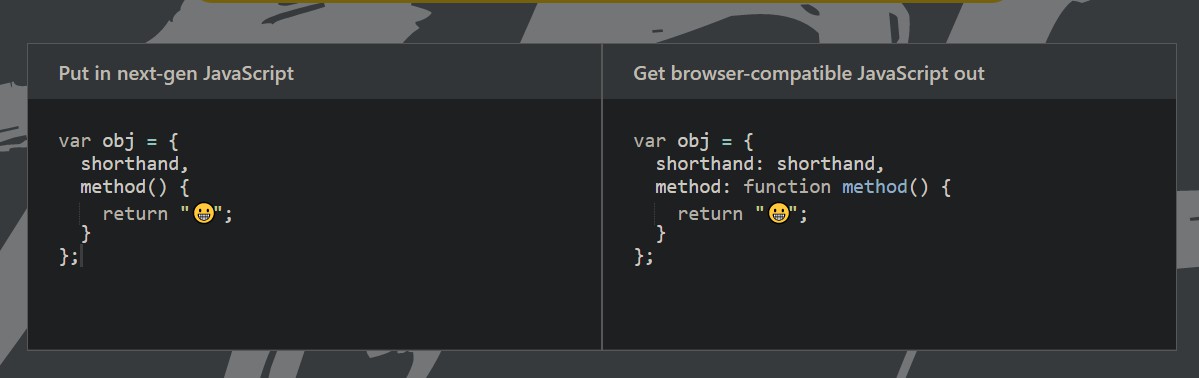 Put in next-gen JavaScript
var obj = {
  shorthand,
  method() {
    return "😀";
  }
};
Get browser-compatible JavaScript out
var obj = {
  shorthand: shorthand,
  method: function method() {
    return "😀";
  }
};